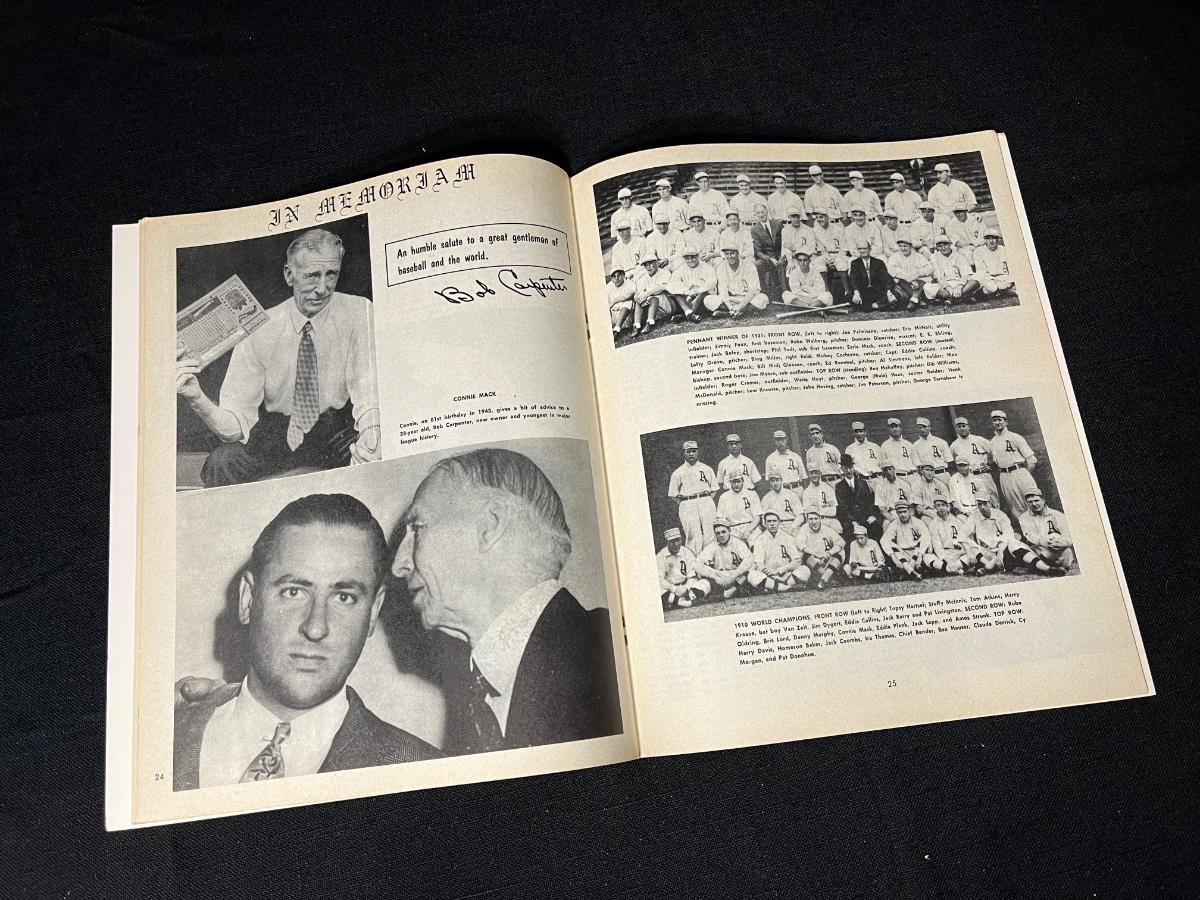 IN MEMORIAM
An humble salute to a great gentleman of
baseball and the world.
Bob Carpenter
CONNIE MACK
Connie, on 81st birthday in 1943, gives a bit of advice to a
28-year old, Bob Carpenter, new owner and youngest in major
league history.
24
PENNANT WINNER OF 1931: FRONT ROW, (left to right): Joe Palmisano, catcher; Eric McNair, utility
infielder; Jimmy Foxx, first baseman; Rube Walberg, pitcher; Dominic Diperico, mascot; E. E. Ebling,
trainer; Jack Boley, shortstop; Phil Todt, sub first baseman; Earle Mack, coach. SECOND ROW (seated)
Lefty Grove, pitcher; Bing Miller, right field; Mickey Cochrane, catcher; Capt. Eddie Collins, coach;
Manager Connie Mack; Bill (Kid) Gleason, coach; Ed Rommel, pitcher; Al Simmons, left fielder; Max
Bishop, second base; Jim Moore, sub outfielder. TOP ROW (standing): Roy Mahaffey, pitcher; Dib Williams,
infielder; Roger Cramer, outfielder; Waite Hoyt, pitcher; George (Mule) Haas, center fielder; Hank
McDonald, pitcher; Lew Krausse, pitcher; John Heving, catcher; Jim Peterson, pitcher. George Earnshaw is
missing.
1910 WORLD CHAMPIONS. FRONT ROW (Left to Right) Topsy Hartsel; Stuffy McInnis, Tom Atkins, Harry
Krause, bat boy Van Zelt, Jim Dygert, Eddie Collins, Jack Barry and Pat Livingston. SECOND ROW: Rube
Oldring, Bris Lord, Danny Murphy, Connie Mack, Eddie Plank, Jack Lapp, and Amos Strunk. TOP ROW:
Harry Davis, Homerun Baker, Jack Coombs, Ira Thomas, Chief Bender, Ben Houser, Claude Derrick, Cy
Morgan, and Pat Donohue.
25